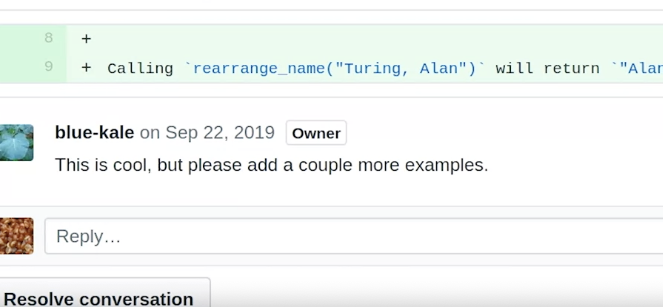 8 +
9 + Calling `rearrange_name("Turing, Alan")` will return `"Alan
blue-kale on Sep 22, 2019 Owner
This is cool, but please add a couple more examples.
Reply…
Resolve conversation